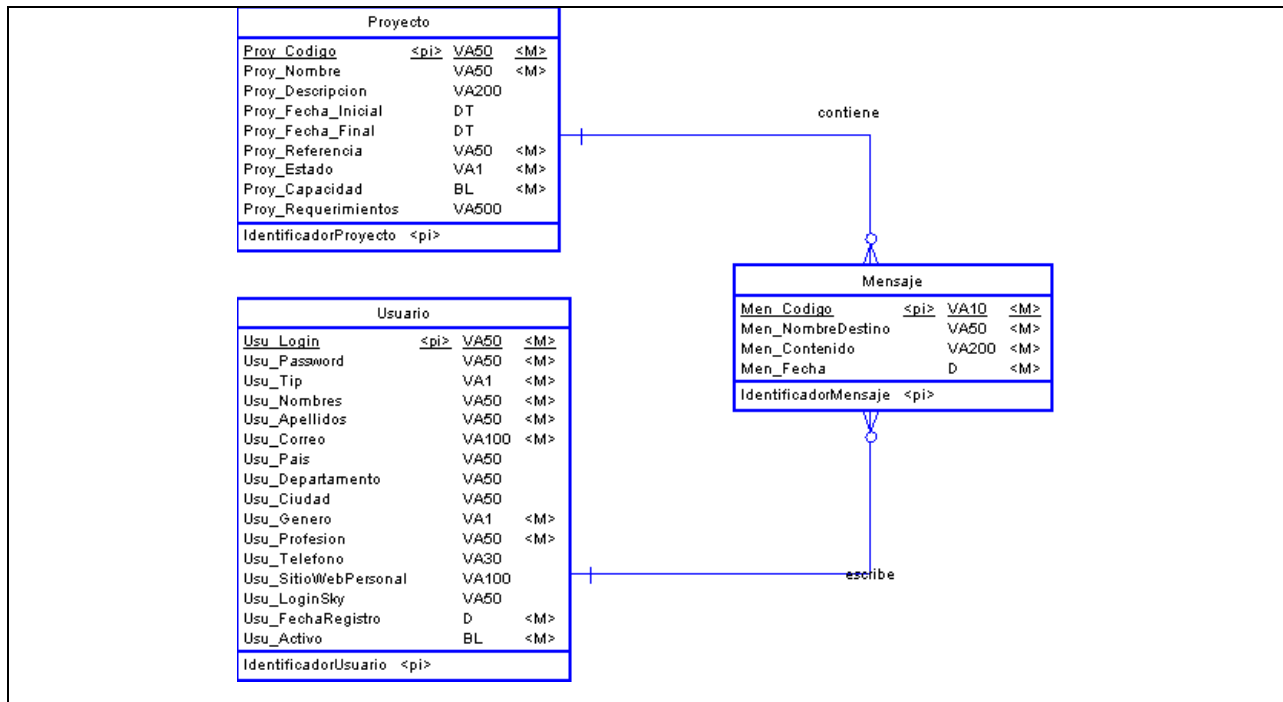 Proyecto
Proy_Codigo <pi> VA50 <M>
Proy_Nombre VA50 <M>
Proy_Descripcion VA200
Proy_Fecha_Inicial DT
Proy_Fecha_Final DT
Proy_Referencia VA50 <M>
Proy_Estado VA1 <M>
Proy_Capacidad BL <M>
Proy_Requerimientos VA500
IdentificadorProyecto <pi>
contiene
Mensaje
Men_Codigo <pi> VA10 <M>
Men_NombreDestino VA50 <M>
Men_Contenido VA200 <M>
Men_Fecha D <M>
IdentificadorMensaje <pi>
Usuario
Usu_Login <pi> VA50 <M>
Usu_Password VA50 <M>
Usu_Tip VA1 <M>
Usu_Nombres VA50 <M>
Usu_Apellidos VA50 <M>
Usu_Correo VA100 <M>
Usu_Pais VA50
Usu_Departamento VA50
Usu_Ciudad VA50
Usu_Genero VA1 <M>
Usu_Profesion VA50 <M>
Usu_Telefono VA30
Usu_SitioWebPersonal VA100
Usu_LoginSky VA50
Usu_FechaRegistro D <M>
Usu_Activo BL <M>
IdentificadorUsuario <pi>
escribe